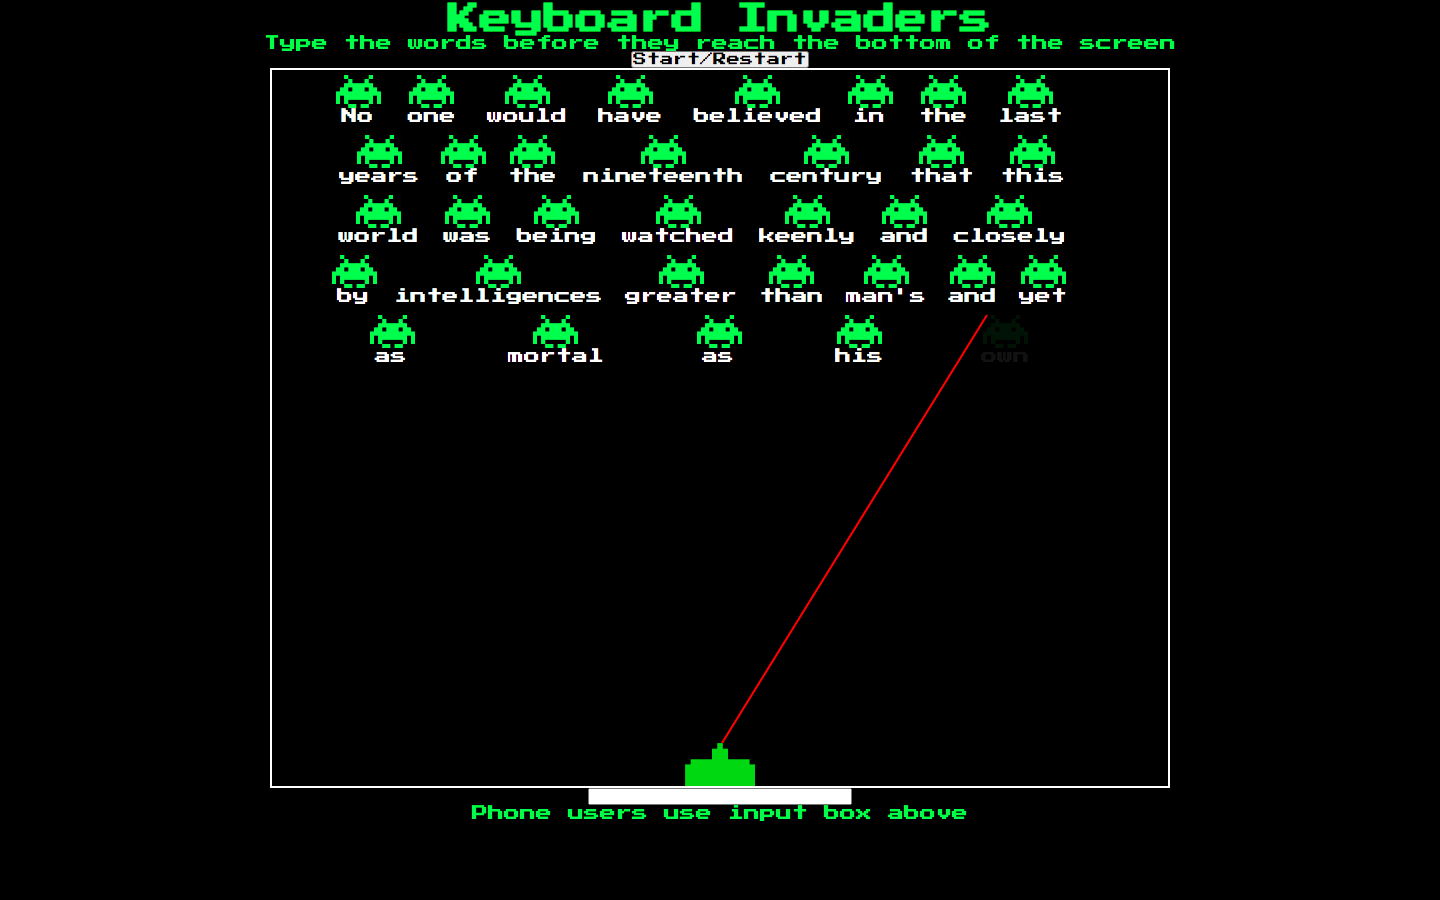 Keyboard Invaders
Type the words before they reach the bottom of the screen
Start/Restart
No one would have believed in the last
years of the nineteenth century that this
world was being watched keenly and closely
by intelligences greater than man's and yet
as mortal as his own
Phone users use input box above